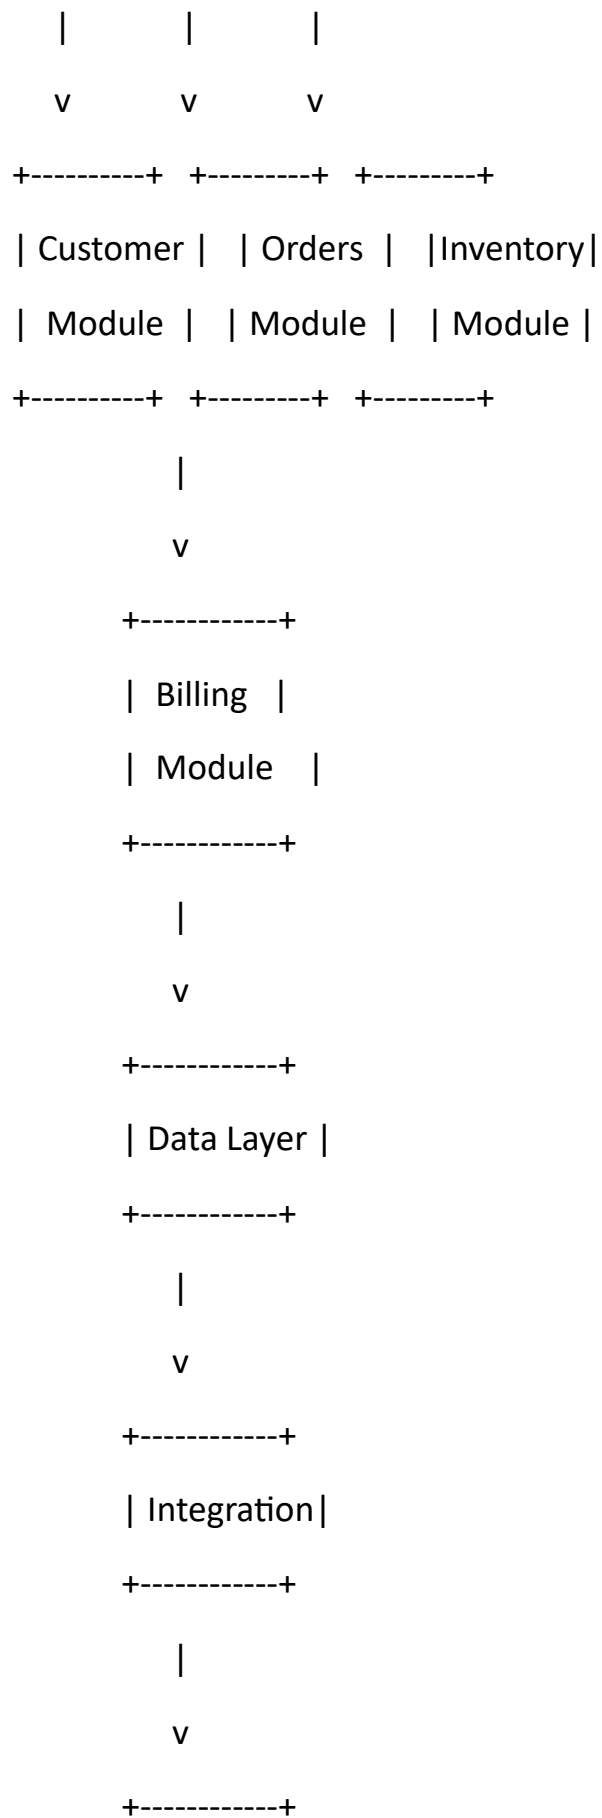 |          |          |
v          v          v
+----------+   +---------+   +---------+
| Customer |   | Orders  |   |Inventory|
|  Module  |   | Module  |   | Module |
+----------+   +---------+   +---------+
|
v
+------------+
|  Billing   |
|  Module    |
+------------+
|
v
+------------+
| Data Layer |
+------------+
|
v
+------------+
| Integration|
+------------+
|
v
+------------+